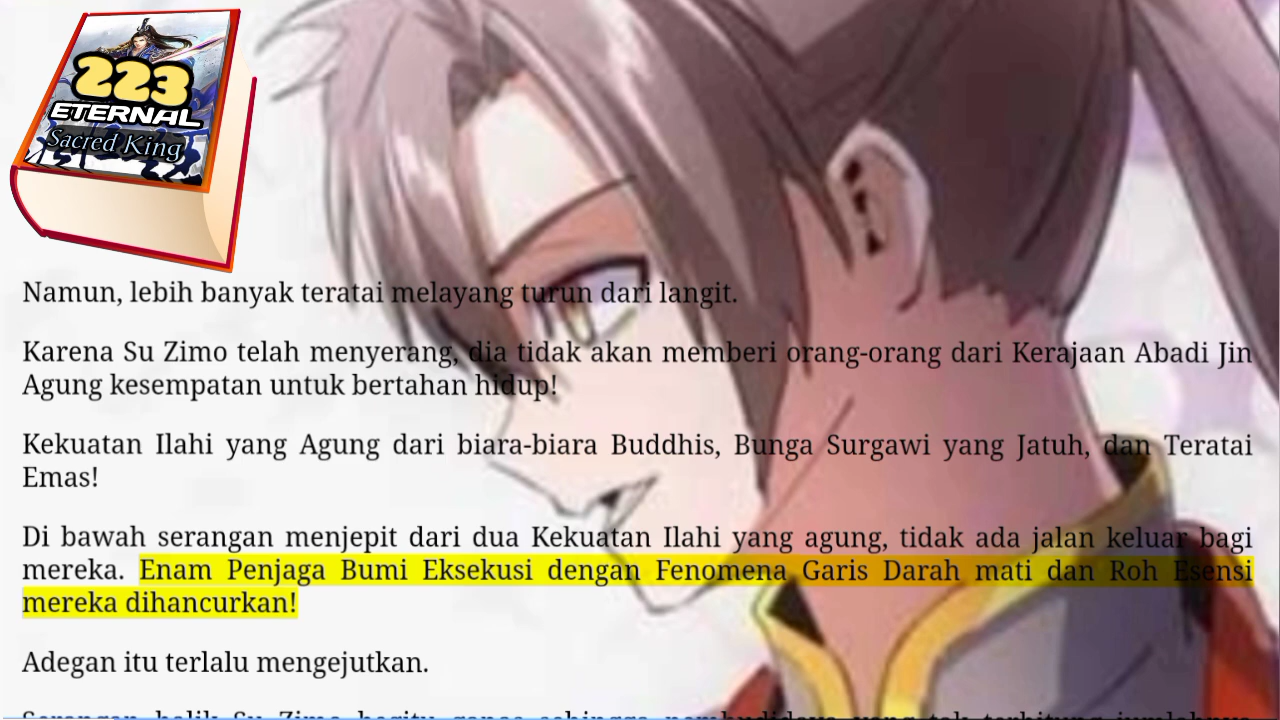 223
ETERNAL
Sacred King
Namun, lebih banyak teratai melayang turun dari langit.
Karena Su Zimo telah menyerang, dia tidak akan memberi orang-orang dari Kerajaan Abadi Jin
Agung kesempatan untuk bertahan hidup!
Kekuatan Ilahi yang Agung dari biara-biara Buddhis, Bunga Surgawi yang Jatuh, dan Teratai
Emas!
Di bawah serangan menjepit dari dua Kekuatan Ilahi yang agung, tidak ada jalan keluar bagi
mereka. Enam Penjaga Bumi Eksekusi dengan Fenomena Garis Darah mati dan Roh Esensi
mereka dihancurkan!
Adegan itu terlalu mengejutkan.